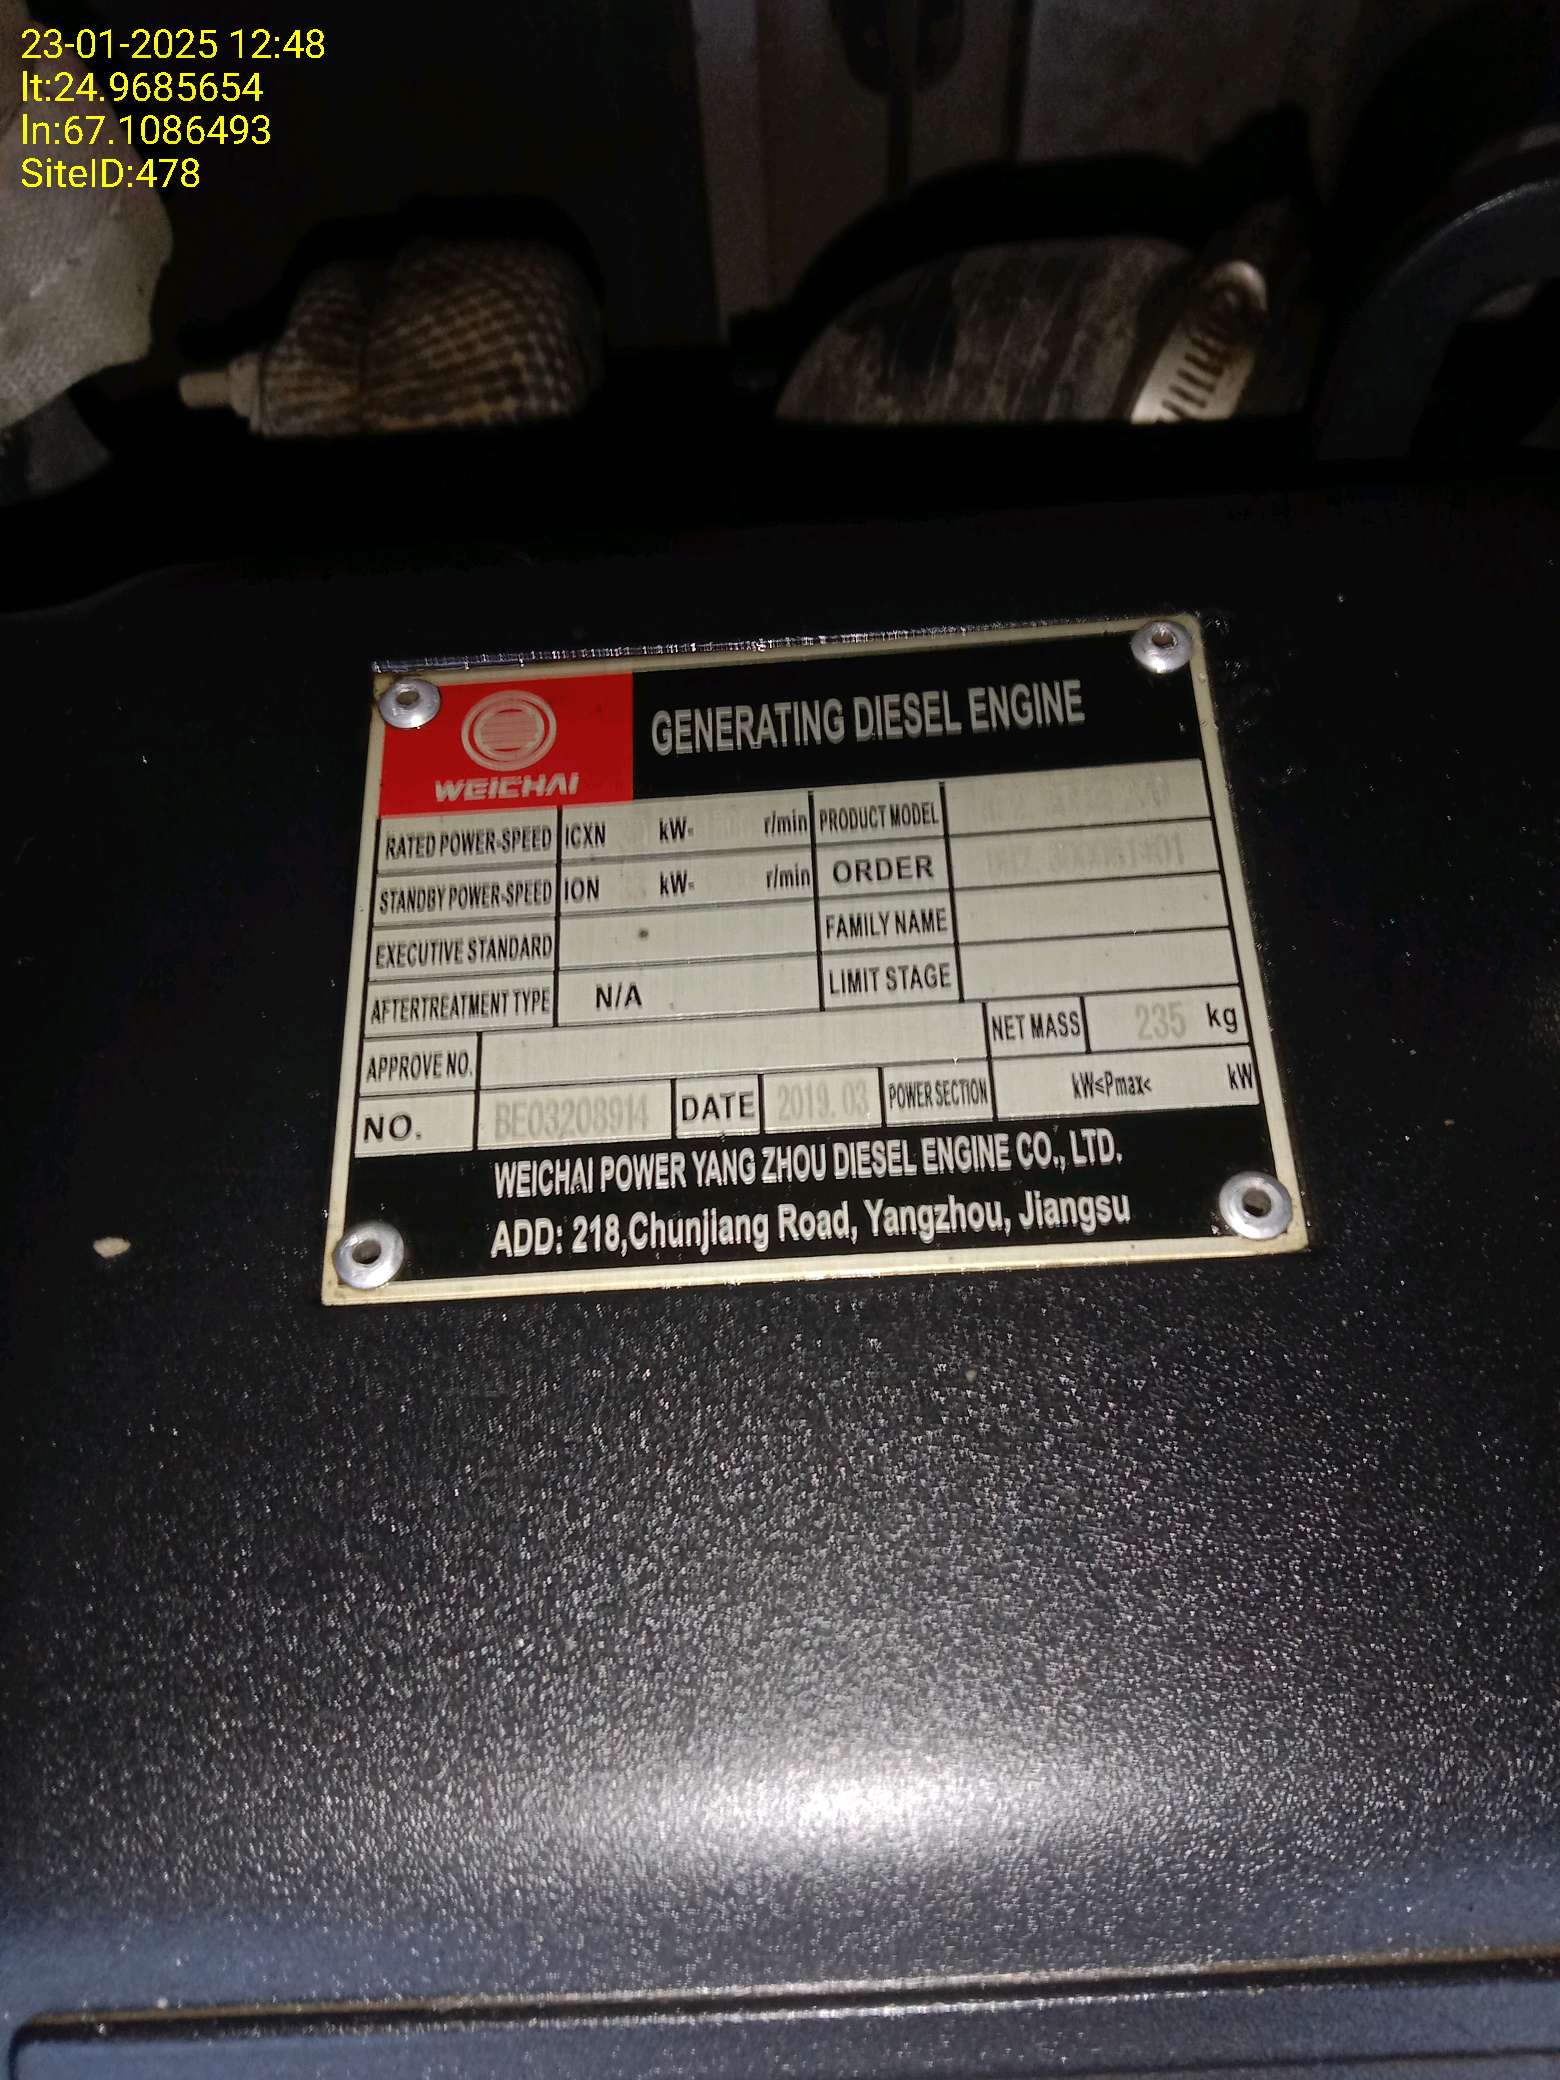 23-01-2025 12:48
lt:24.9685654
ln:67.1086493
SiteID:478
WEICHAI
GENERATING DIESEL ENGINE
RATED POWER-SPEED ICXN kW- r/min PRODUCT MODEL
STANDBY POWER-SPEED ION kW- r/min ORDER
EXECUTIVE STANDARD FAMILY NAME
AFTERTREATMENT TYPE N/A LIMIT STAGE
APPROVE NO. NET MASS 235 kg
NO. BE03208914 DATE 2019.03 POWER SECTION kW≤Pmax< kW
WEICHAI POWER YANG ZHOU DIESEL ENGINE CO., LTD.
ADD: 218,Chunjiang Road, Yangzhou, Jiangsu